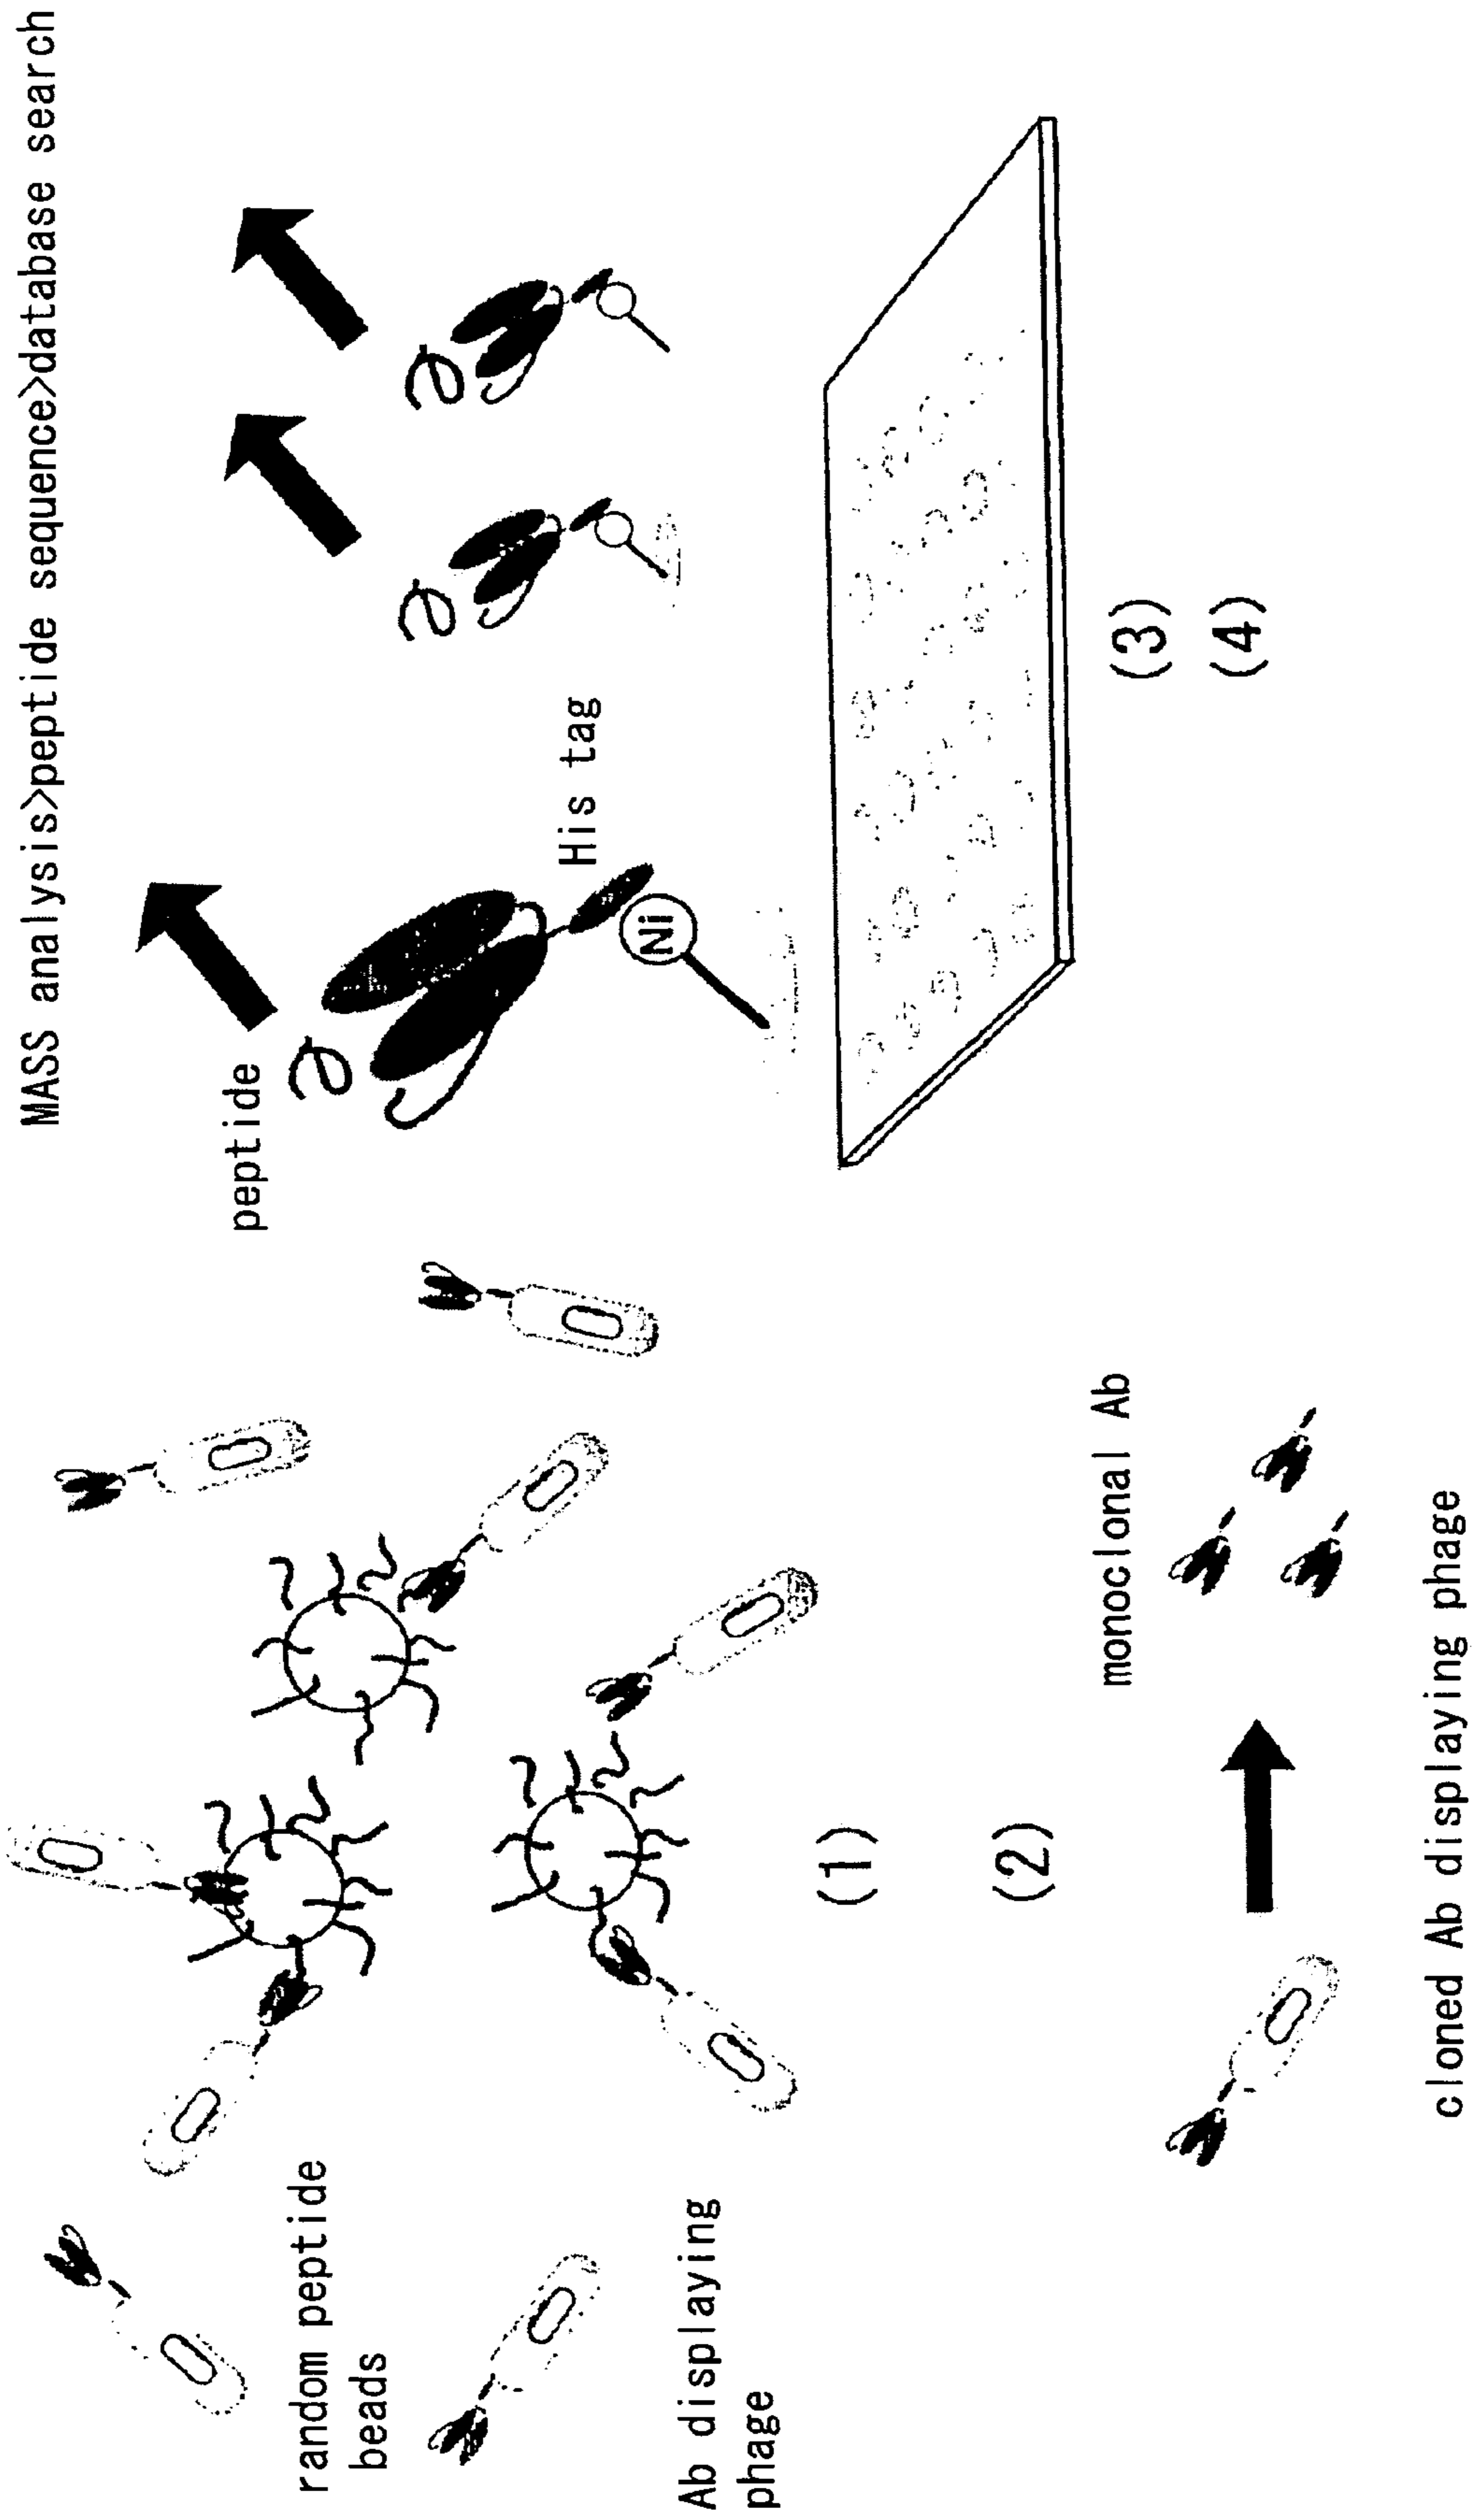 random peptide
beads
Ab displaying
phage
(1)
(2)
monoclonal Ab
cloned Ab displaying phage
MASS analysis>peptide sequence>database search
peptide
His tag
Ni
(3)
(4)